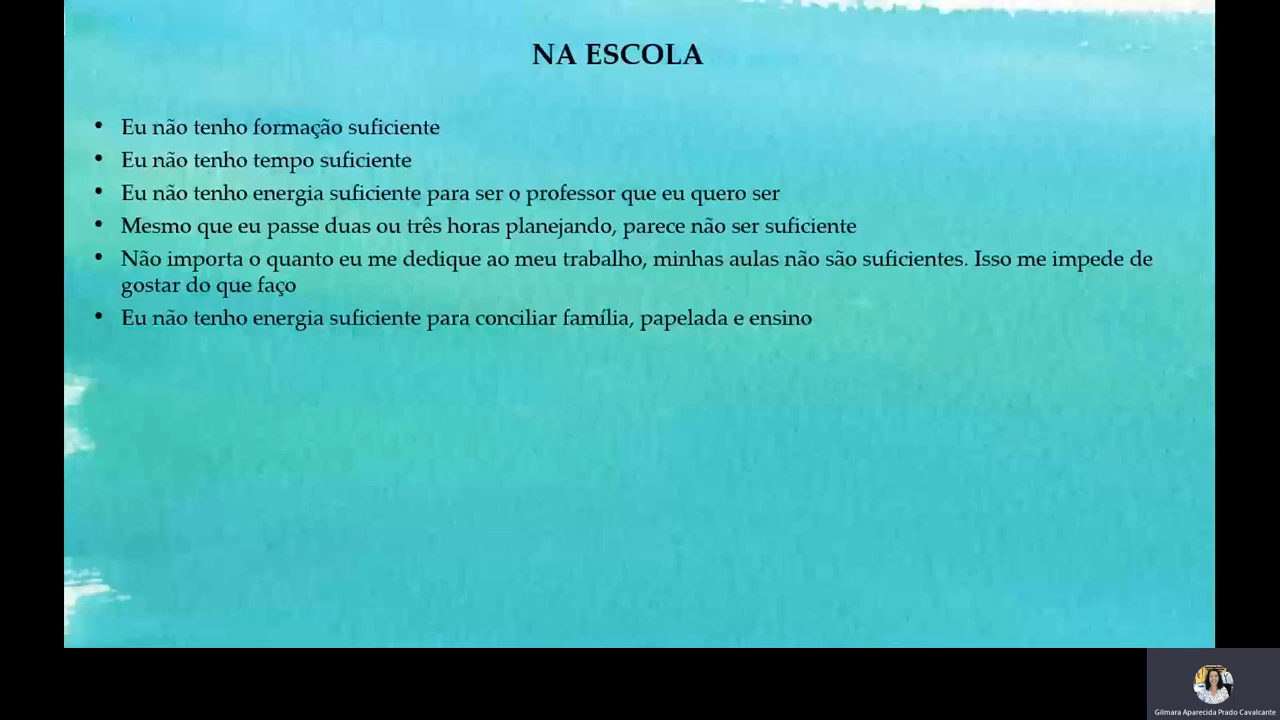 NA ESCOLA
• Eu não tenho formação suficiente
• Eu não tenho tempo suficiente
• Eu não tenho energia suficiente para ser o professor que eu quero ser
• Mesmo que eu passe duas ou três horas planejando, parece não ser suficiente
• Não importa o quanto eu me dedique ao meu trabalho, minhas aulas não são suficientes. Isso me impede de
gostar do que faço
• Eu não tenho energia suficiente para conciliar família, papelada e ensino
Gilmara Aparecida Prado Cavalcante